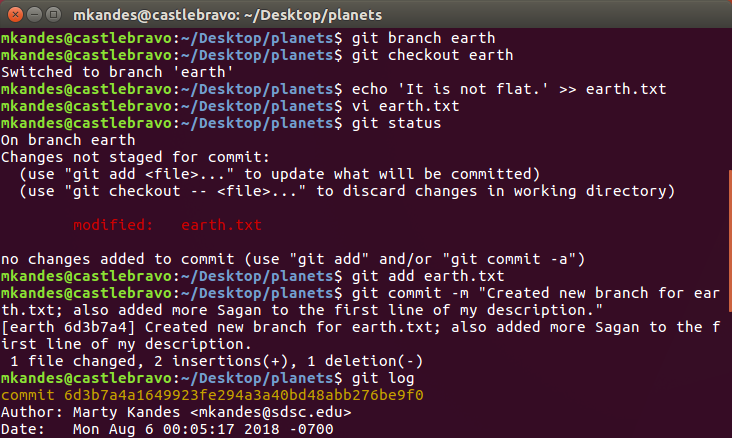 mkandes@castlebravo: ~/Desktop/planets
mkandes@castlebravo:~/Desktop/planets$ git branch earth
mkandes@castlebravo:~/Desktop/planets$ git checkout earth
Switched to branch 'earth'
mkandes@castlebravo:~/Desktop/planets$ echo 'It is not flat.' >> earth.txt
mkandes@castlebravo:~/Desktop/planets$ vi earth.txt
mkandes@castlebravo:~/Desktop/planets$ git status
On branch earth
Changes not staged for commit:
  (use "git add <file>..." to update what will be committed)
  (use "git checkout -- <file>..." to discard changes in working directory)
        modified:   earth.txt
no changes added to commit (use "git add" and/or "git commit -a")
mkandes@castlebravo:~/Desktop/planets$ git add earth.txt
mkandes@castlebravo:~/Desktop/planets$ git commit -m "Created new branch for ear
th.txt; also added more Sagan to the first line of my description."
[earth 6d3b7a4] Created new branch for earth.txt; also added more Sagan to the f
irst line of my description.
 1 file changed, 2 insertions(+), 1 deletion(-)
mkandes@castlebravo:~/Desktop/planets$ git log
commit 6d3b7a4a1649923fe294a3a40bd48abb276be9f0
Author: Marty Kandes <mkandes@sdsc.edu>
Date:   Mon Aug 6 00:05:17 2018 -0700